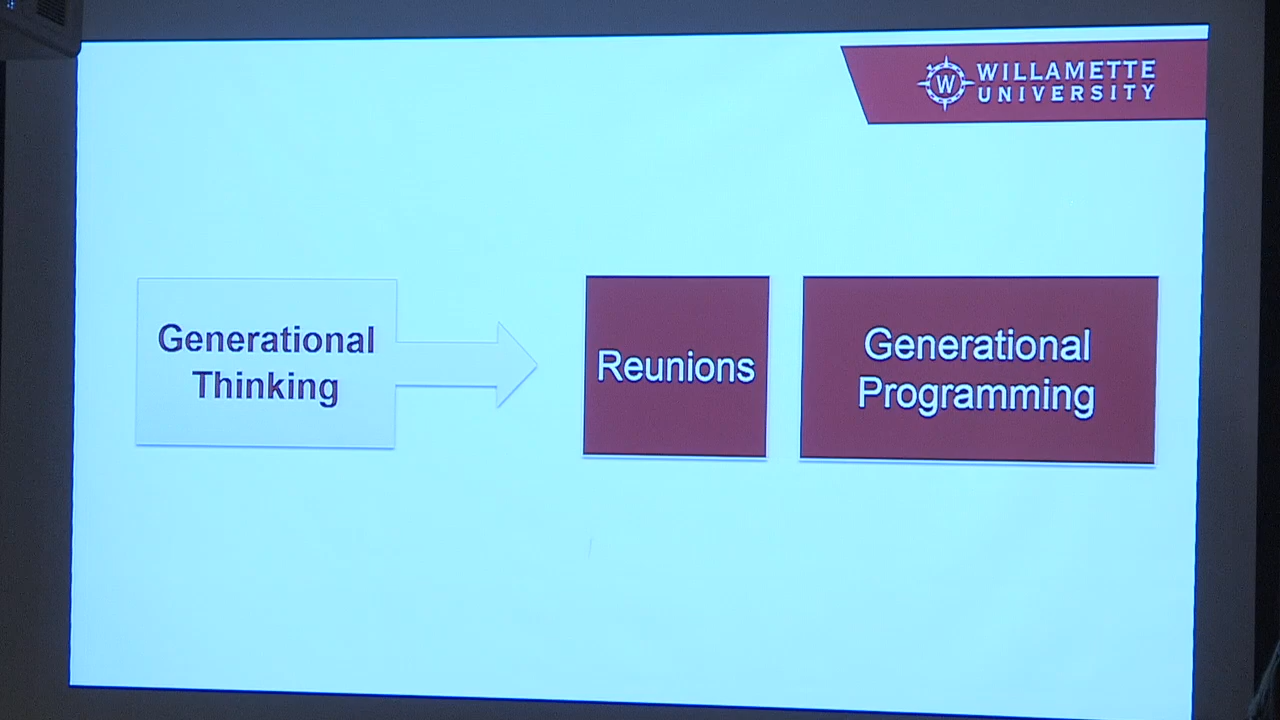 WILLAMETTE
UNIVERSITY
Generational
Thinking
Reunions
Generational
Programming